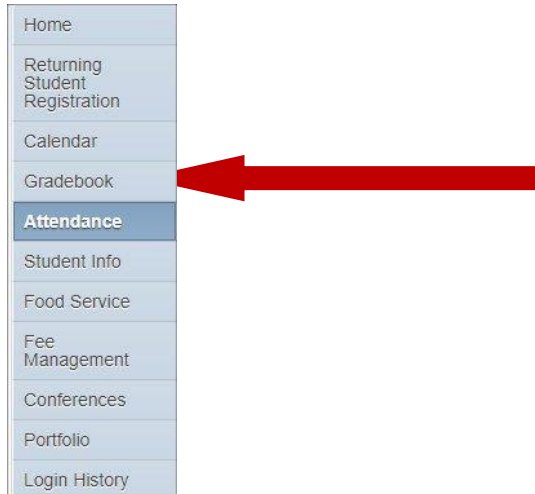 Home
Returning
Student
Registration
Calendar
Gradebook
Attendance
Student Info
Food Service
Fee
Management
Conferences
Portfolio
Login History